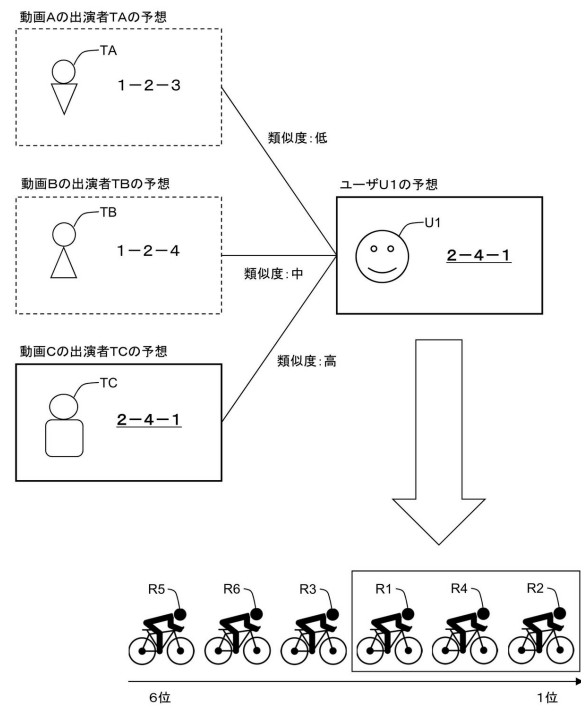 動画Aの出演者TAの予想
TA
1－2－3
類似度:低
動画Bの出演者TBの予想
TB
1－2－4
類似度:中
ユーザU1の予想
U1
2－4－1
動画Cの出演者TCの予想
TC
2－4－1
類似度:高
R5 R6 R3 R1 R4 R2
6位 1位